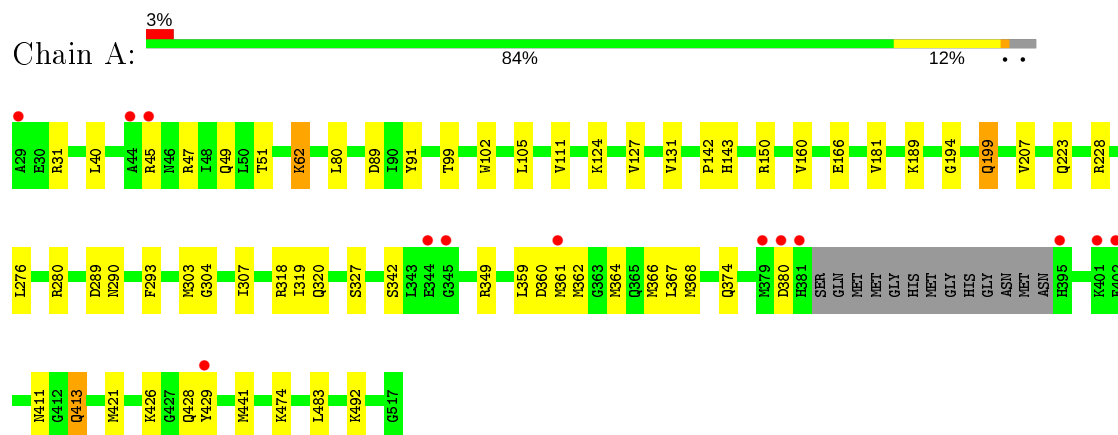 3%
Chain A:
84% 12% • •
A29 E30 R31 L40 A44 R45 N46 R47 I48 Q49 L50 T51 K62 L80 D89 I90 Y91 T99 W102 L105 V111 K124 V127 V131 P142 H143 R150 V160 E166 V181 K189 G194 Q199 V207 Q223 R228
L276 R280 D289 N290 F293 M303 G304 I307 R318 I319 Q320 S327 S342 L343 E344 G345 R349 L359 D360 M361 M362 G363 M364 Q365 M366 L367 M368 Q374 M379 D380 H381 SER GLN MET MET GLY HIS MET GLY HIS GLY ASN MET ASN H395 K401
N411 G412 Q413 M421 K426 G427 Q428 Y429 M441 K474 L483 K492 G517